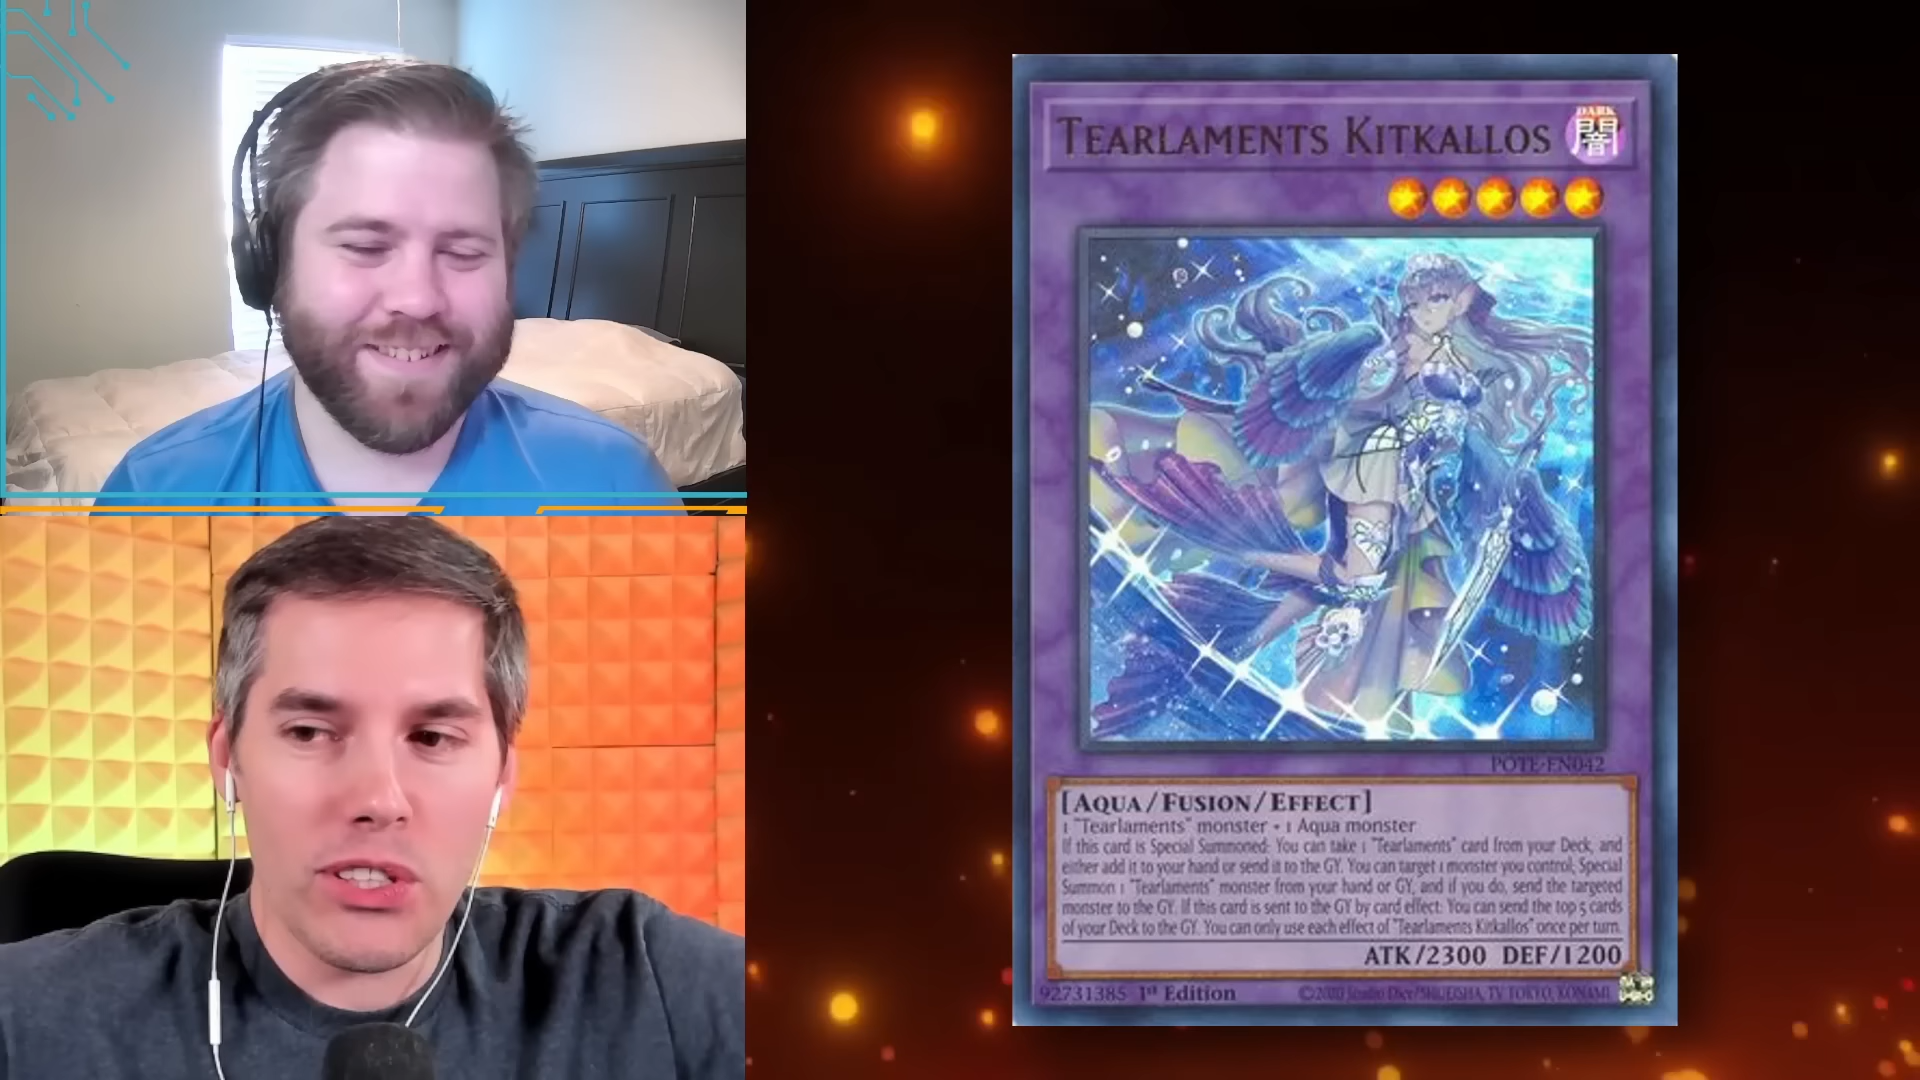 TEARLAMENTS KITKALLOS
DARK
闇
POTE-EN042
[AQUA/FUSION/EFFECT]
1 "Tearlaments" monster + 1 Aqua monster
If this card is Special Summoned: You can take 1 "Tearlaments" card from your Deck, and
either add it to your hand or send it to the GY. You can target 1 monster you control; Special
Summon 1 "Tearlaments" monster from your hand or GY, and if you do, send the targeted
monster to the GY. If this card is sent to the GY by card effect: You can send the top 5 cards
of your Deck to the GY. You can only use each effect of "Tearlaments Kitkallos" once per turn.
ATK/2300 DEF/1200
92731385 1st Edition ©2020 Studio Dice/SHUEISHA, TV TOKYO, KONAMI